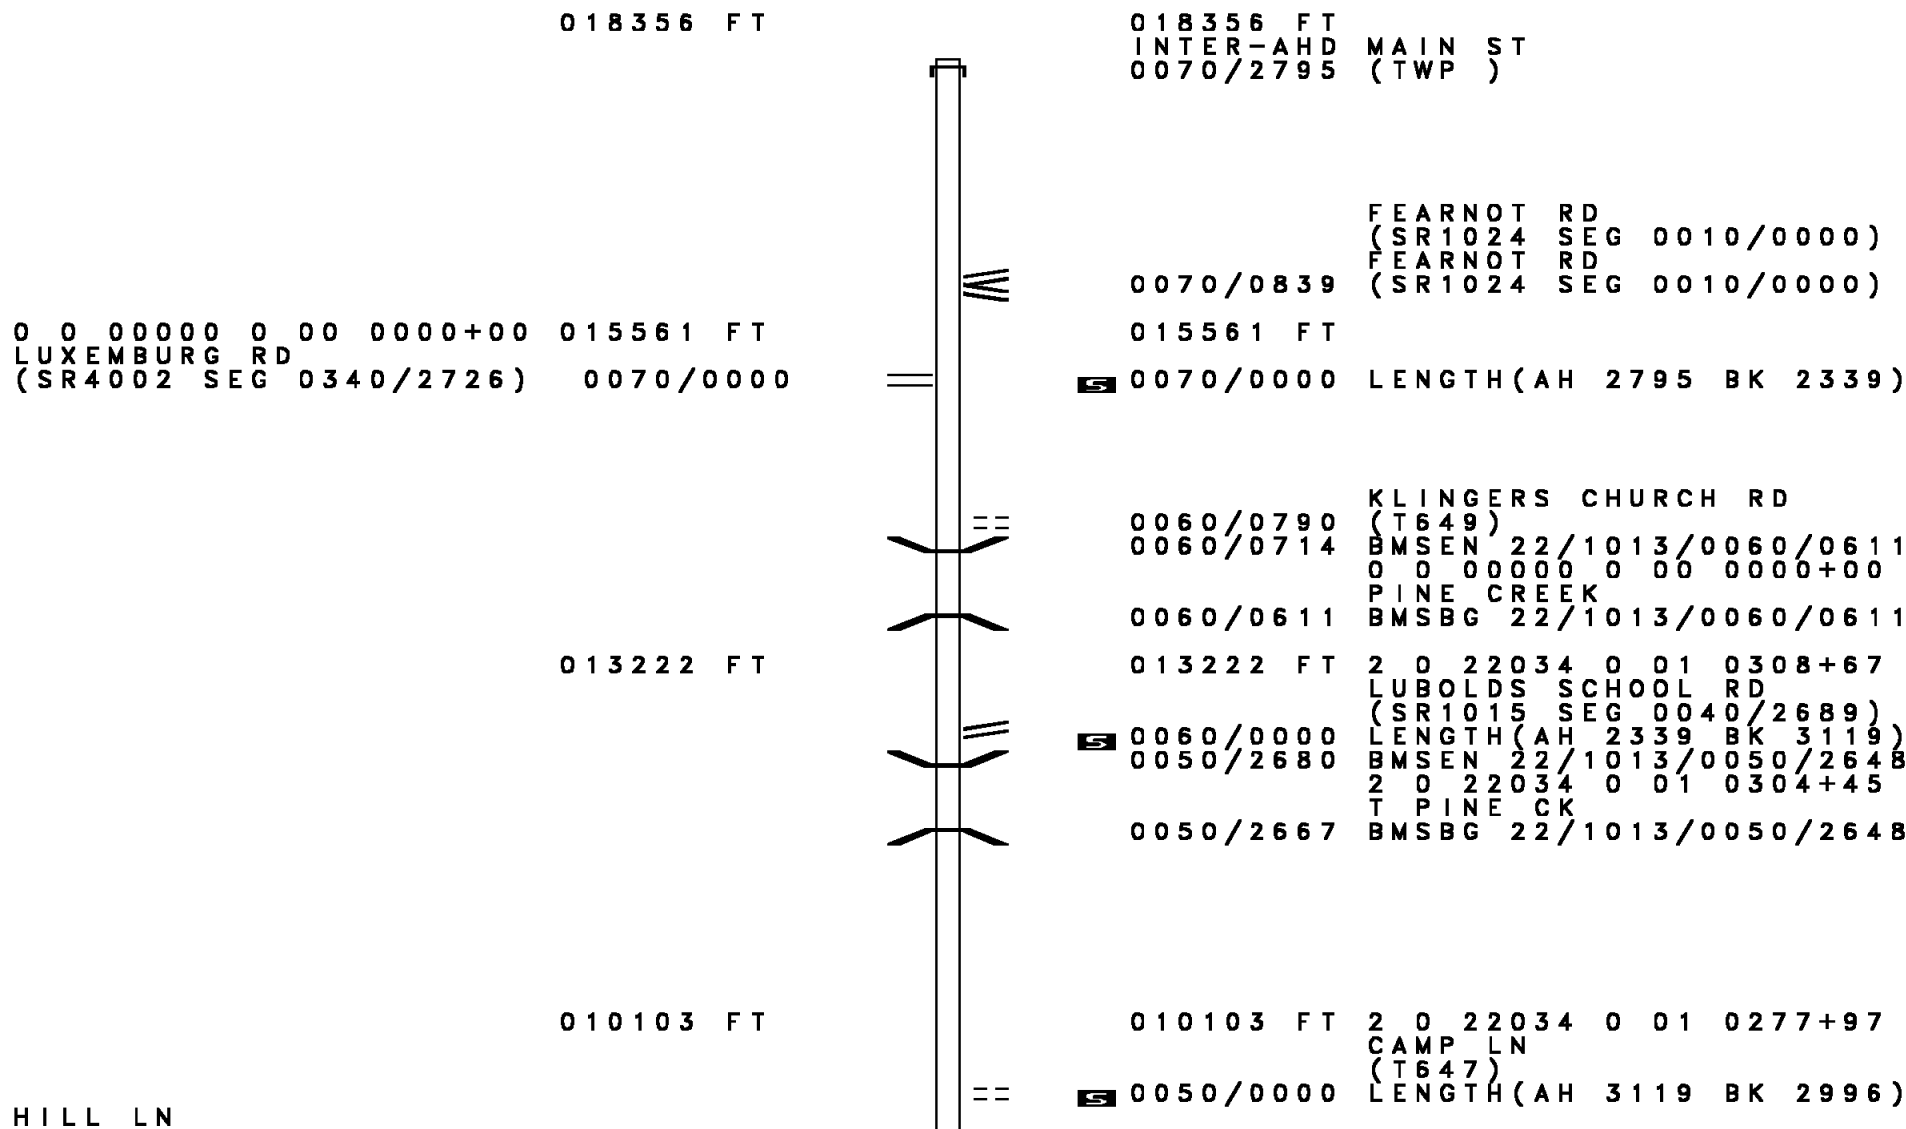 018356 FT 018356 FT
INTER-AHD MAIN ST
0070/2795 (TWP )
FEARNOT RD
(SR1024 SEG 0010/0000)
FEARNOT RD
0070/0839 (SR1024 SEG 0010/0000)
0 0 00000 0 00 0000+00 015561 FT 015561 FT
LUXEMBURG RD
(SR4002 SEG 0340/2726) 0070/0000 S 0070/0000 LENGTH(AH 2795 BK 2339)
KLINGERS CHURCH RD
0060/0790 (T649)
0060/0714 BMSEN 22/1013/0060/0611
0 0 00000 0 00 0000+00
PINE CREEK
0060/0611 BMSBG 22/1013/0060/0611
013222 FT 013222 FT 2 0 22034 0 01 0308+67
LUBOLDS SCHOOL RD
(SR1015 SEG 0040/2689)
S 0060/0000 LENGTH(AH 2339 BK 3119)
0050/2680 BMSEN 22/1013/0050/2648
2 0 22034 0 01 0304+45
T PINE CK
0050/2667 BMSBG 22/1013/0050/2648
010103 FT 010103 FT 2 0 22034 0 01 0277+97
CAMP LN
(T647)
S 0050/0000 LENGTH(AH 3119 BK 2996)
HILL LN